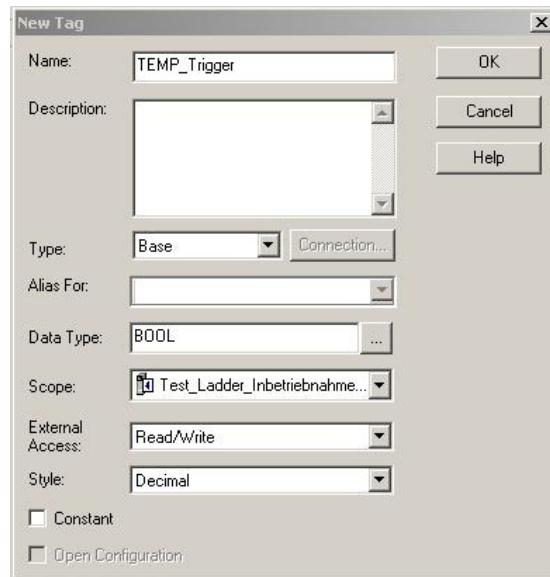 New Tag
Name: TEMP_Trigger OK
Description: Cancel
Help
Type: Base Connection...
Alias For:
Data Type: BOOL ...
Scope: Test_Ladder_Inbetriebnahme...
External Access: Read/Write
Style: Decimal
Constant
Open Configuration